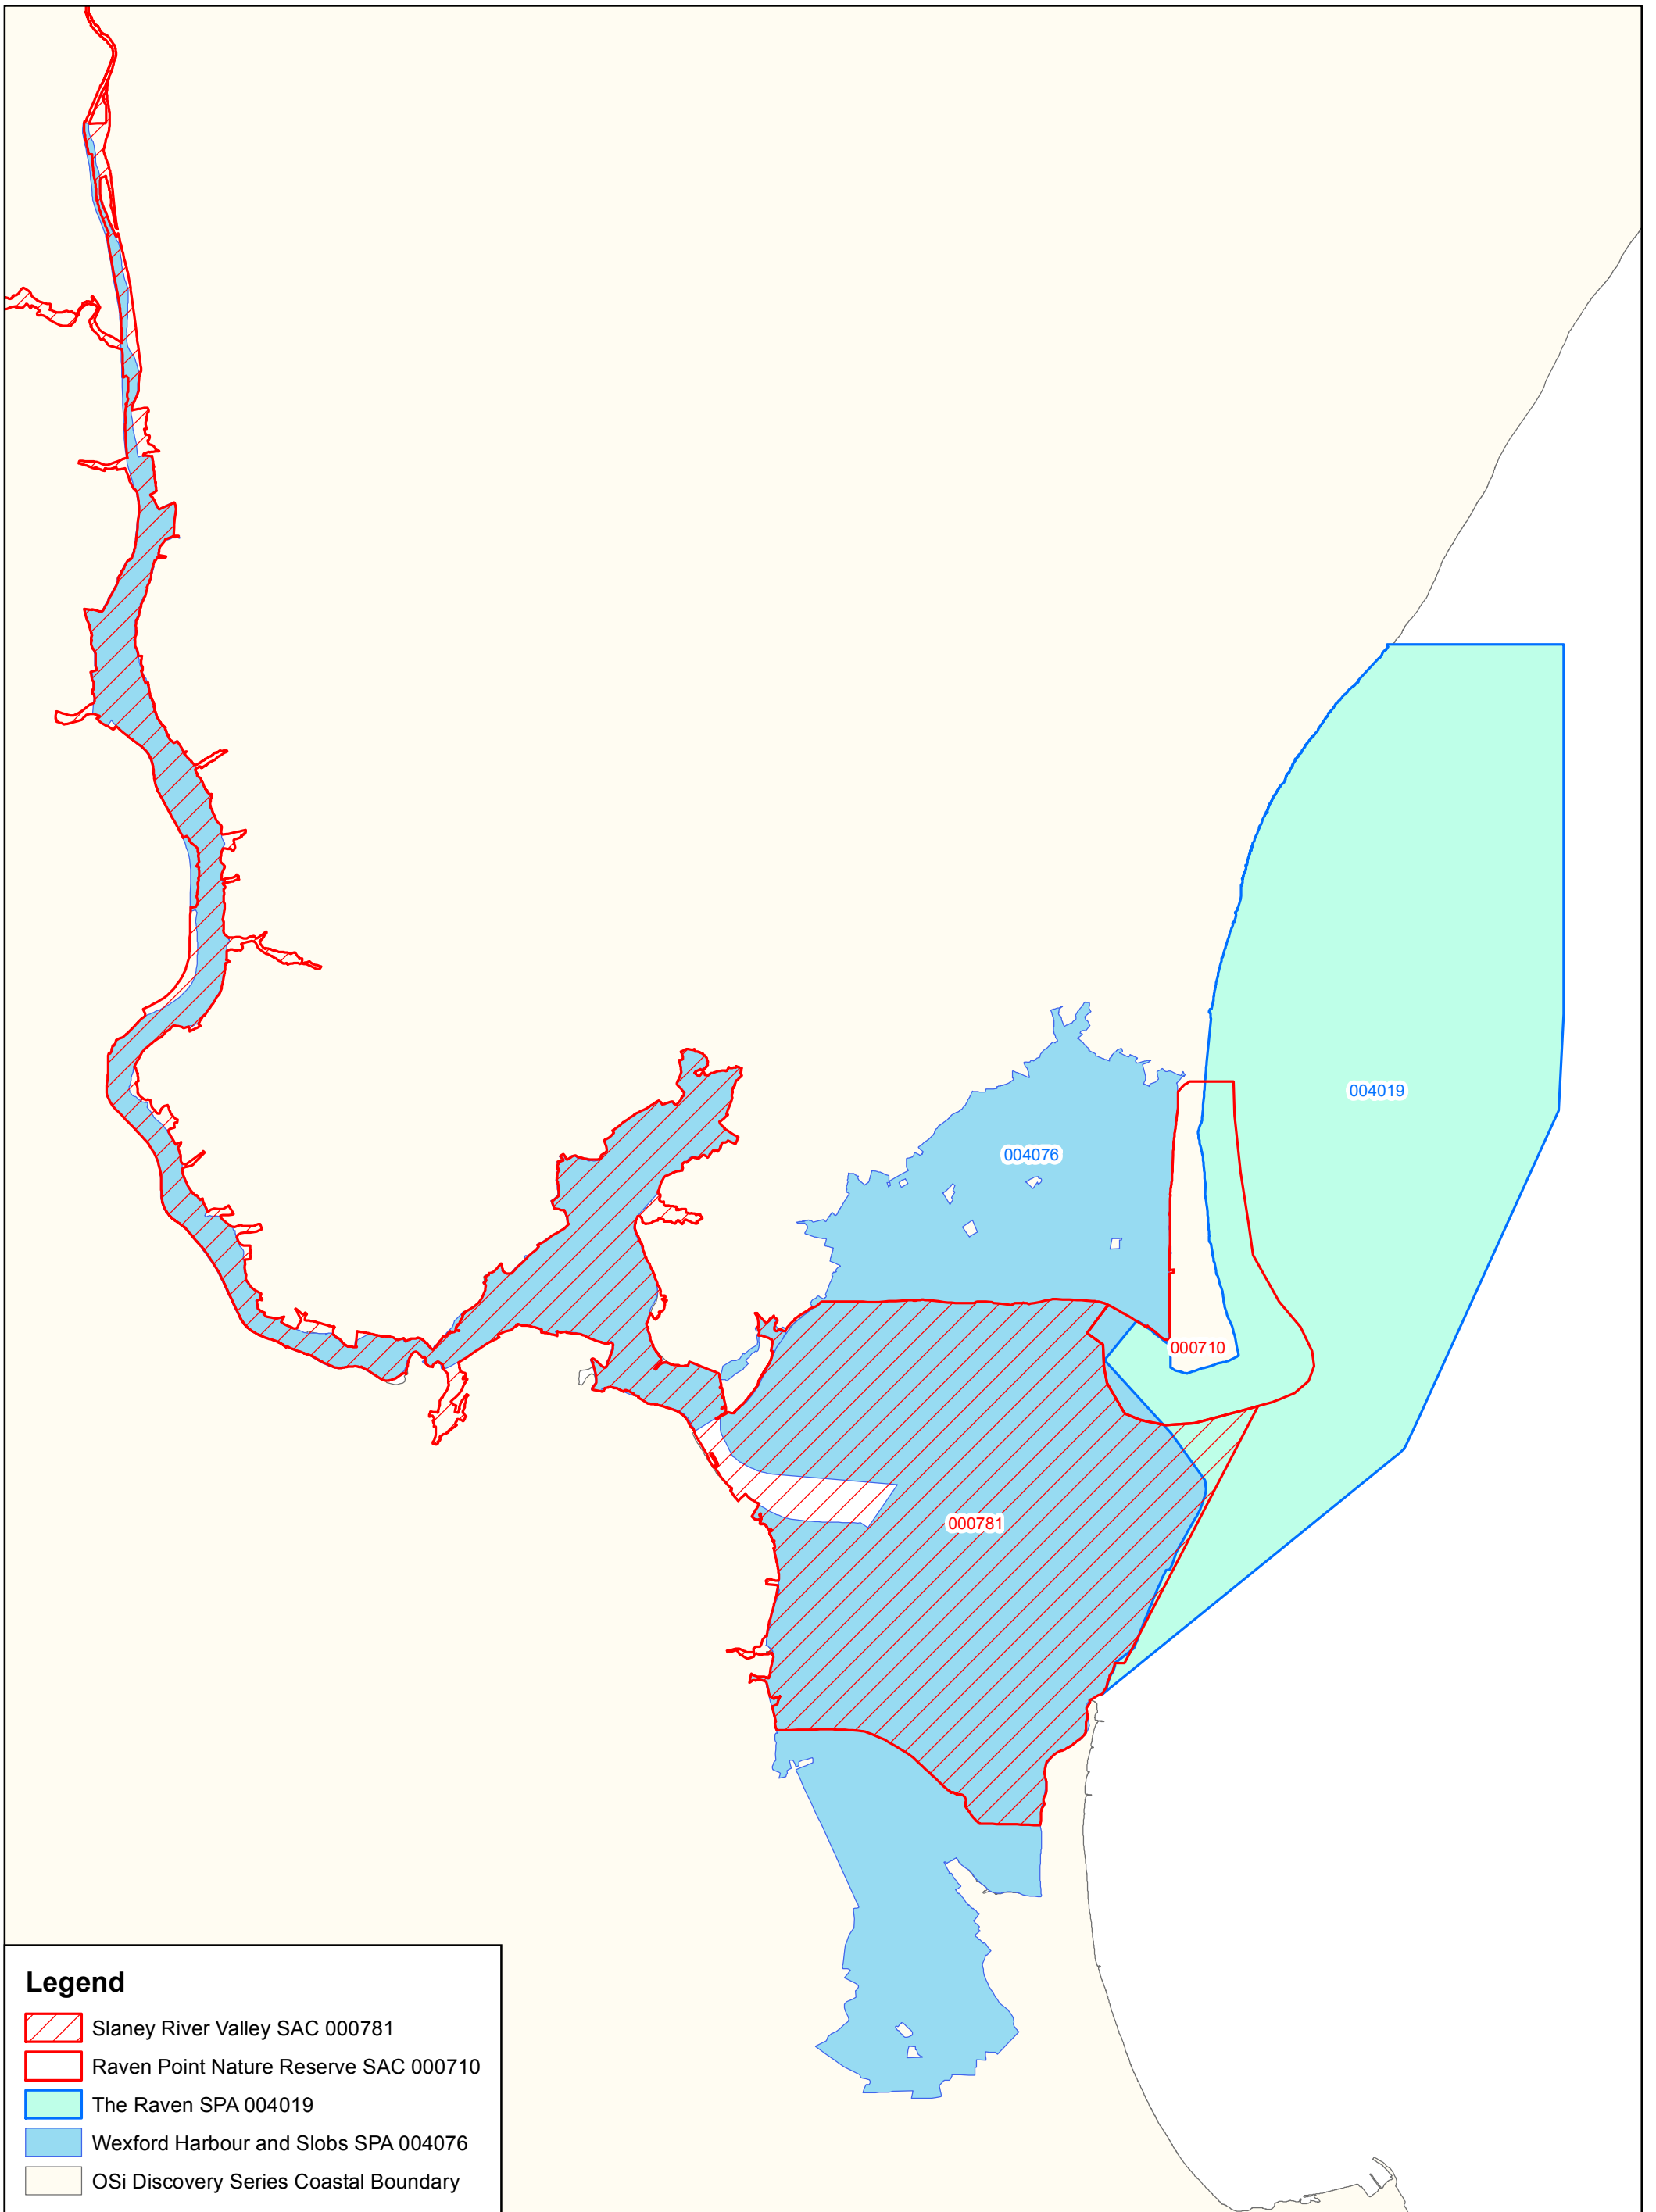 004019
004076
000710
000781
Legend
Slaney River Valley SAC 000781
Raven Point Nature Reserve SAC 000710
The Raven SPA 004019
Wexford Harbour and Slobs SPA 004076
OSi Discovery Series Coastal Boundary